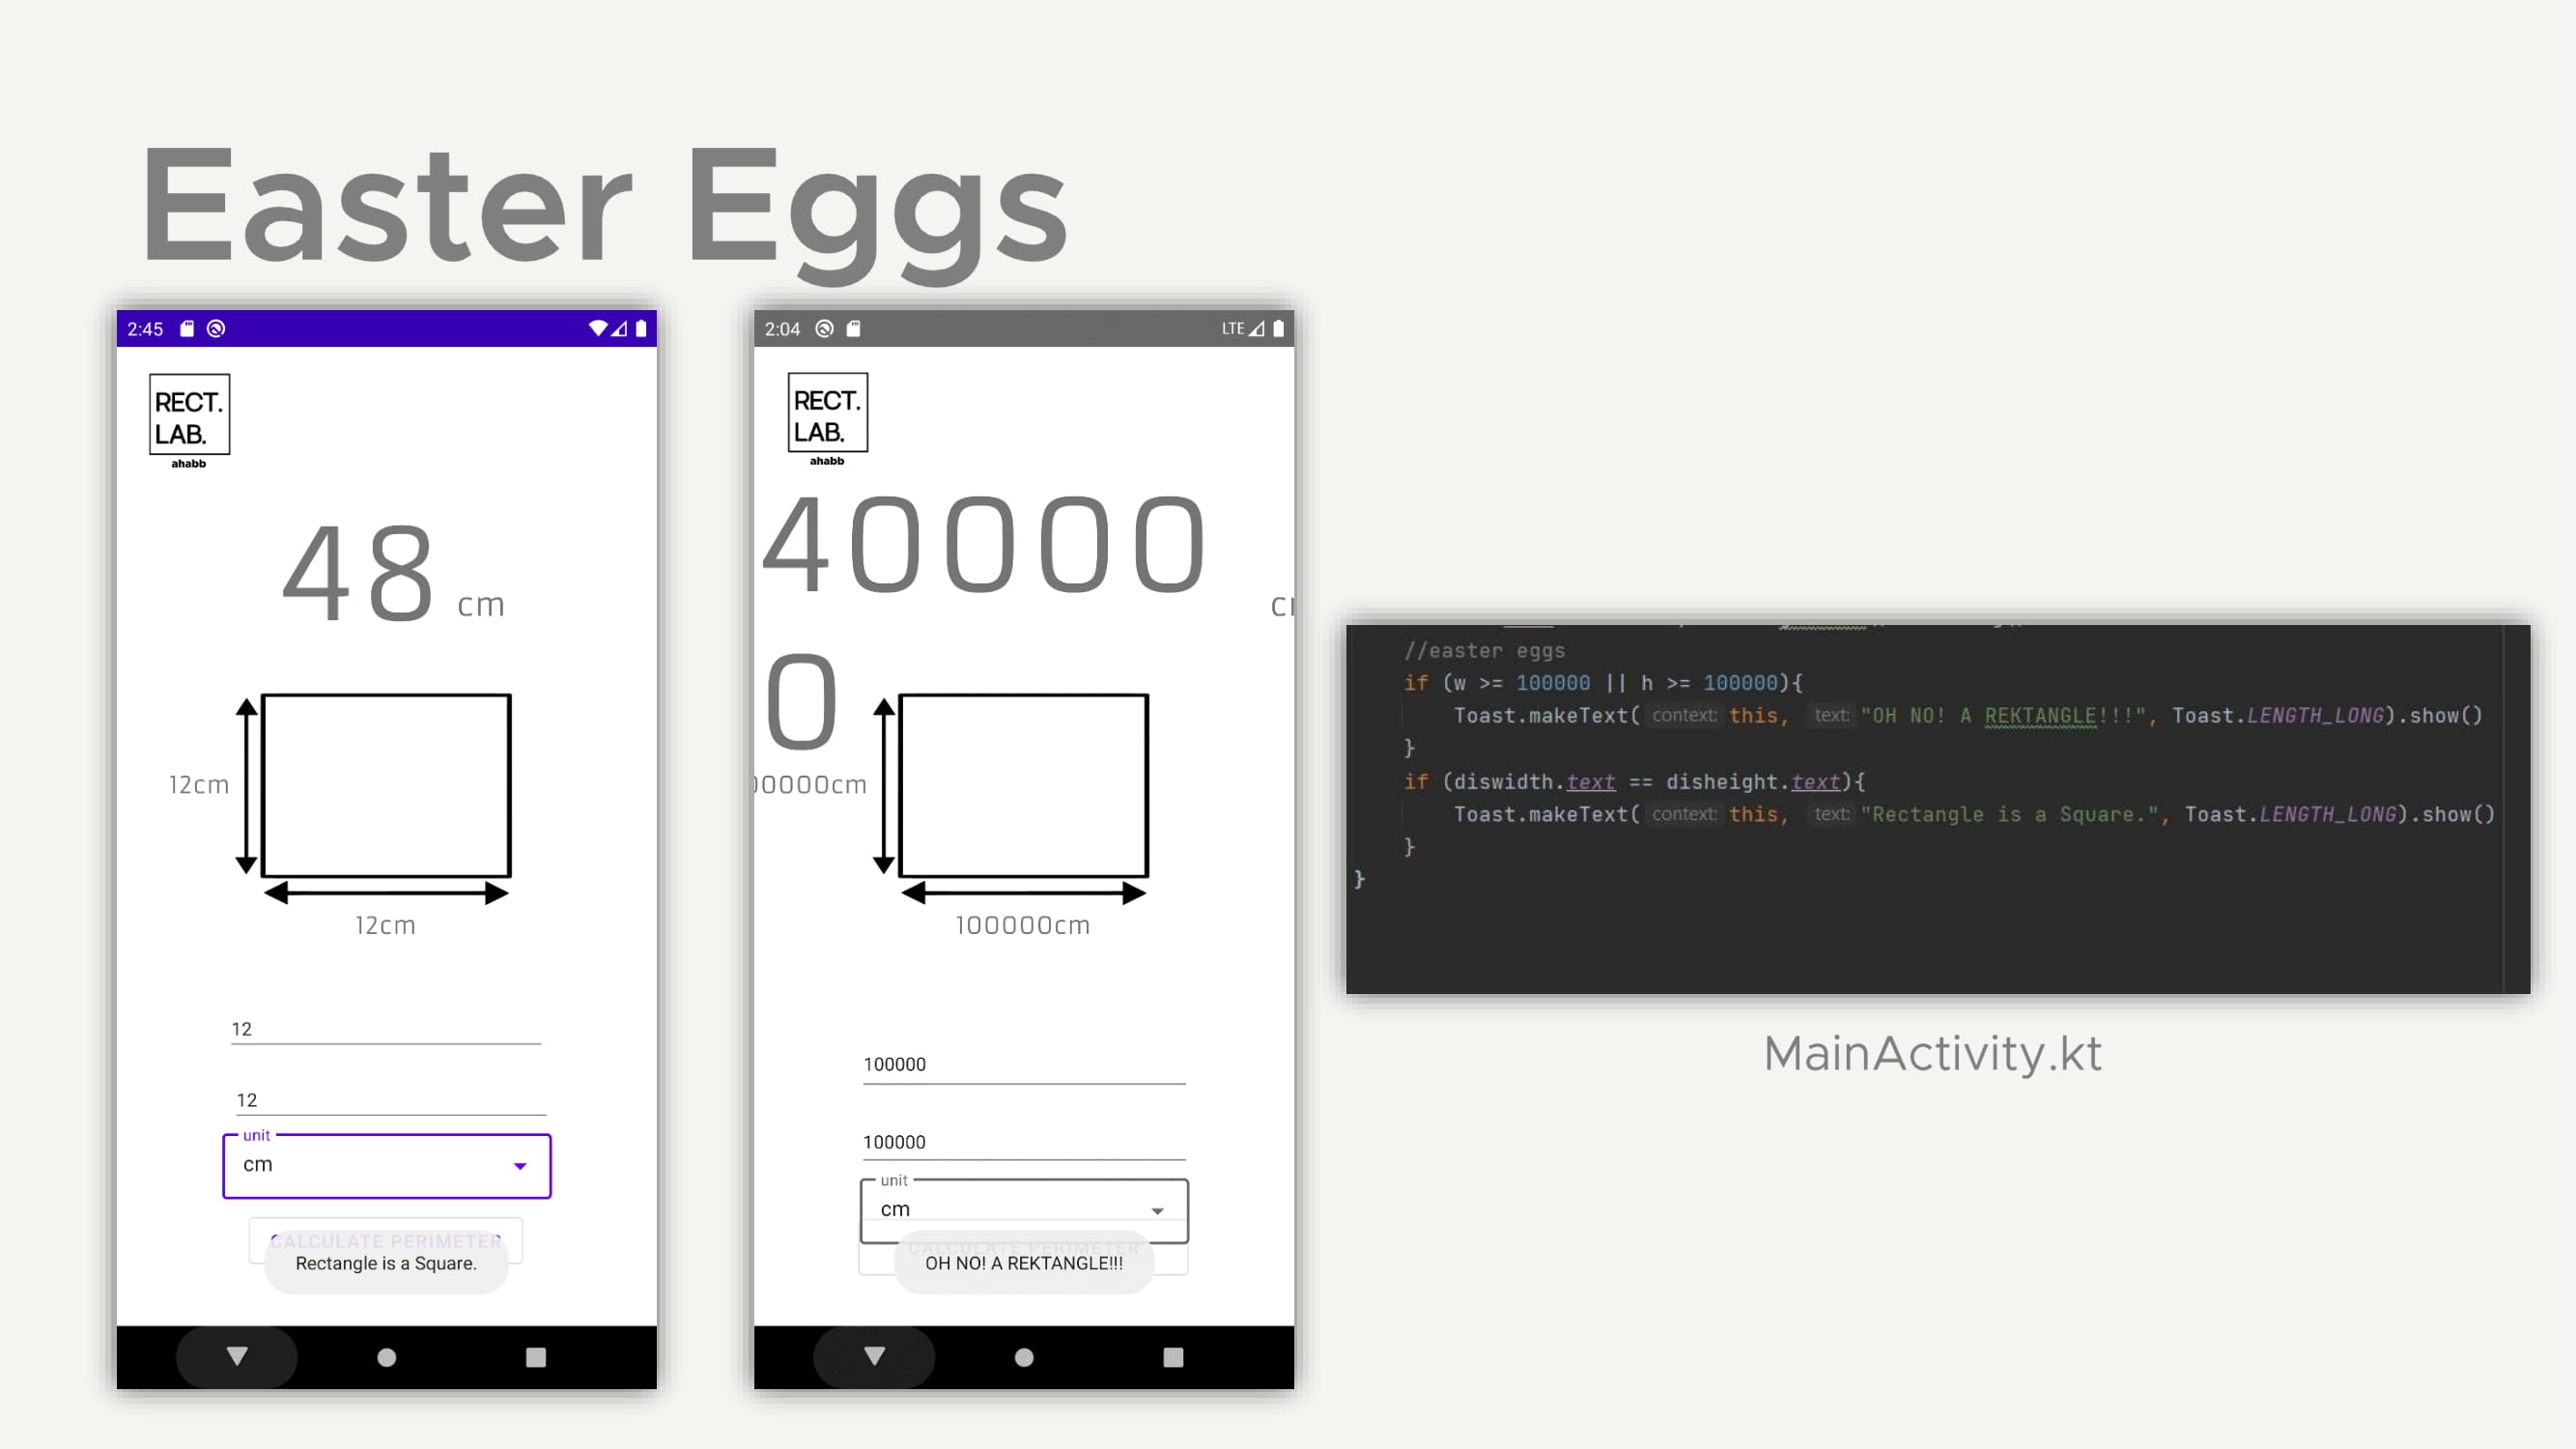 Easter Eggs
2:45
RECT.
LAB.
ahabb
48 cm
12cm
12cm
12
12
unit
cm
CALCULATE PERIMETER
Rectangle is a Square.
2:04
LTE
RECT.
LAB.
ahabb
40000
0
00000cm
100000cm
100000
100000
unit
cm
CALCULATE PERIMETER
OH NO! A REKTANGLE!!!
//easter eggs
if (w >= 100000 || h >= 100000){
Toast.makeText( context: this, text: "OH NO! A REKTANGLE!!!", Toast.LENGTH_LONG).show()
}
if (diswidth.text == disheight.text){
Toast.makeText( context: this, text: "Rectangle is a Square.", Toast.LENGTH_LONG).show()
}
}
MainActivity.kt